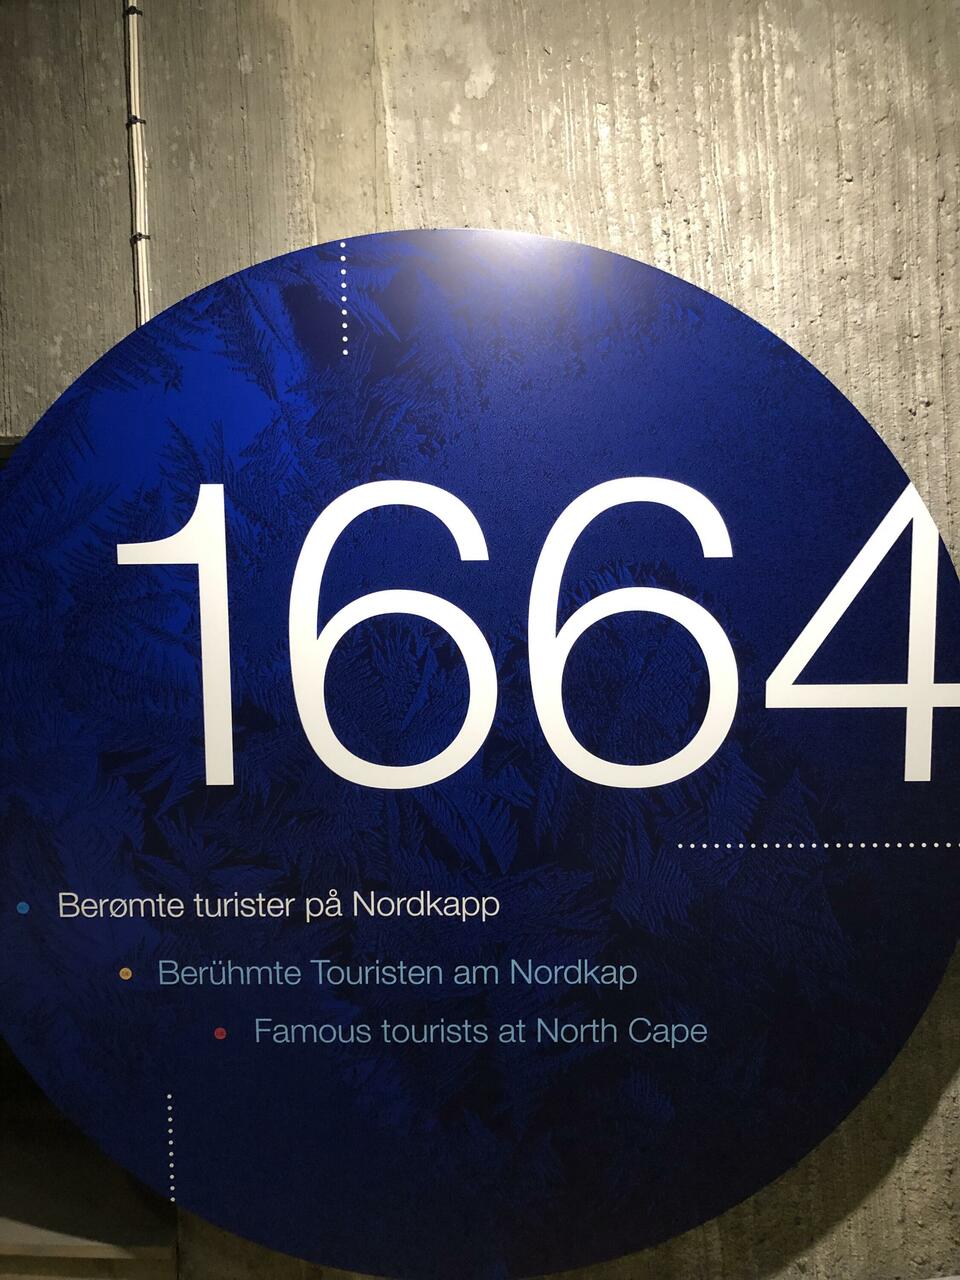 1664
Berømte turister på Nordkapp
Berühmte Touristen am Nordkap
Famous tourists at North Cape